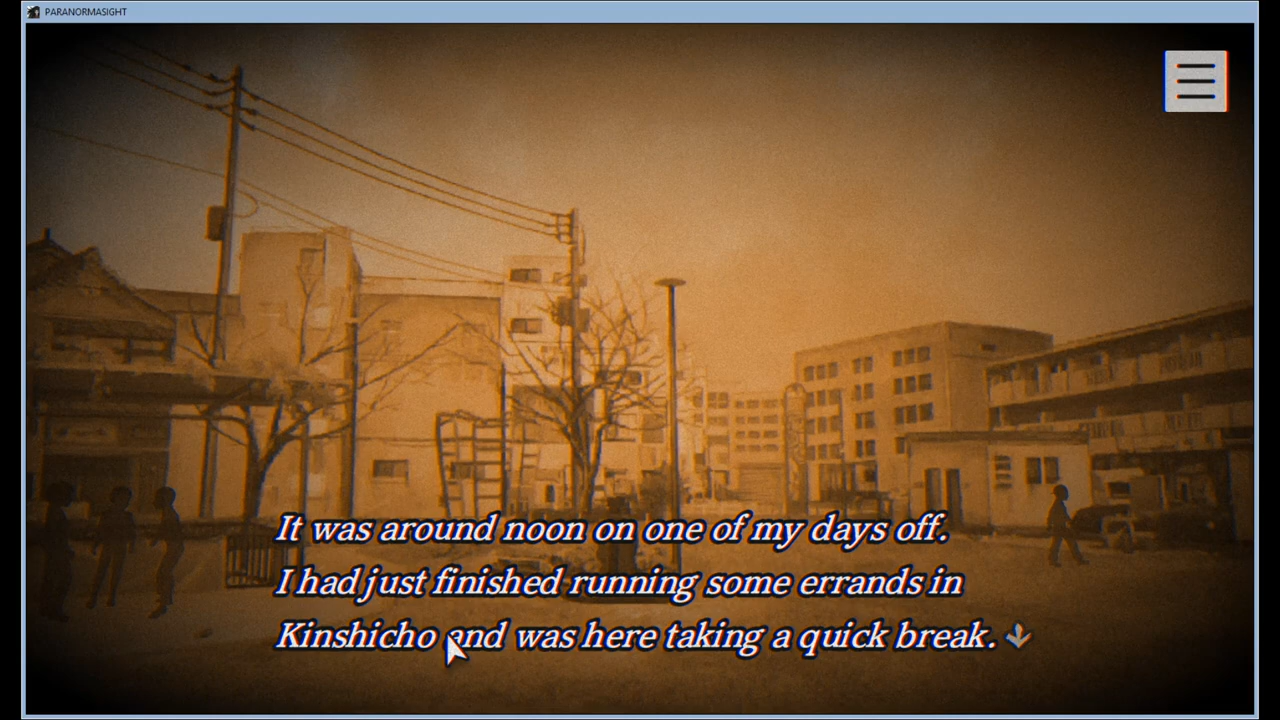 PARANORMASIGHT
It was around noon on one of my days off.
I had just finished running some errands in
Kinshicho and was here taking a quick break.